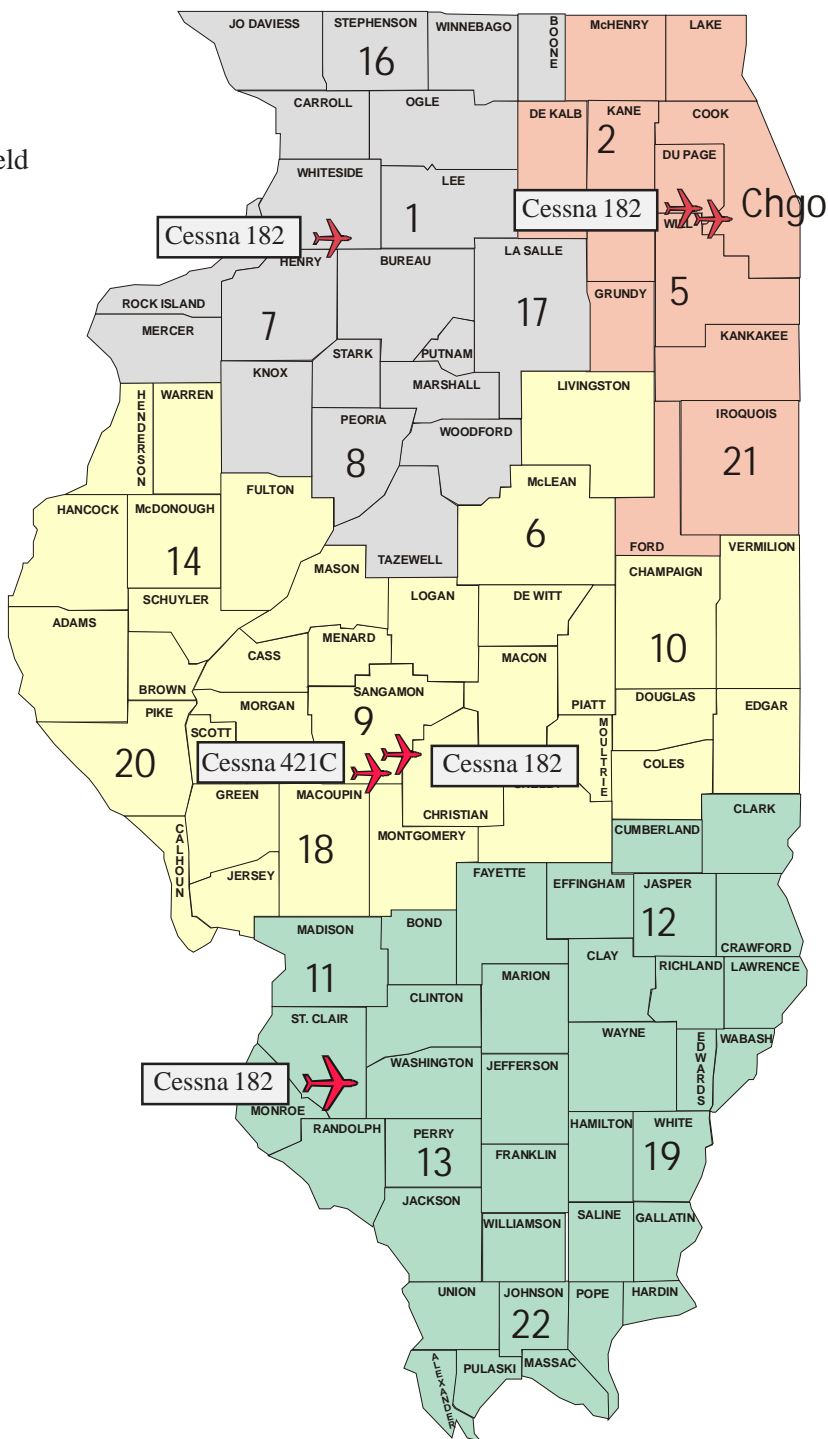 JO DAVIESS
STEPHENSON
WINNEBAGO
BOONE
McHENRY
LAKE
16
CARROLL
OGLE
DE KALB
KANE
COOK
2
eld
DU PAGE
WHITESIDE
LEE
Cessna 182
Chgo
1
WILL
Cessna 182
LA SALLE
HENRY
BUREAU
ROCK ISLAND
GRUNDY
5
7
17
MERCER
STARK
PUTNAM
KANKAKEE
KNOX
MARSHALL
LIVINGSTON
HENDERSON
WARREN
PEORIA
WOODFORD
IROQUOIS
8
21
FULTON
McLEAN
HANCOCK
McDONOUGH
6
FORD
VERMILION
14
TAZEWELL
MASON
CHAMPAIGN
SCHUYLER
LOGAN
DE WITT
ADAMS
MENARD
10
CASS
MACON
BROWN
SANGAMON
DOUGLAS
PIKE
MORGAN
PIATT
EDGAR
9
SCOTT
MOULTRIE
20
Cessna 421C
Cessna 182
COLES
GREEN
MACOUPIN
CHRISTIAN
CLARK
CALHOUN
18
MONTGOMERY
CUMBERLAND
JERSEY
FAYETTE
EFFINGHAM
JASPER
12
MADISON
BOND
CRAWFORD
CLAY
11
MARION
RICHLAND
LAWRENCE
CLINTON
ST. CLAIR
WAYNE
EDWARDS
WABASH
WASHINGTON
JEFFERSON
Cessna 182
MONROE
RANDOLPH
HAMILTON
WHITE
PERRY
13
FRANKLIN
19
JACKSON
SALINE
GALLATIN
WILLIAMSON
UNION
JOHNSON
POPE
HARDIN
22
ALEXANDER
PULASKI
MASSAC